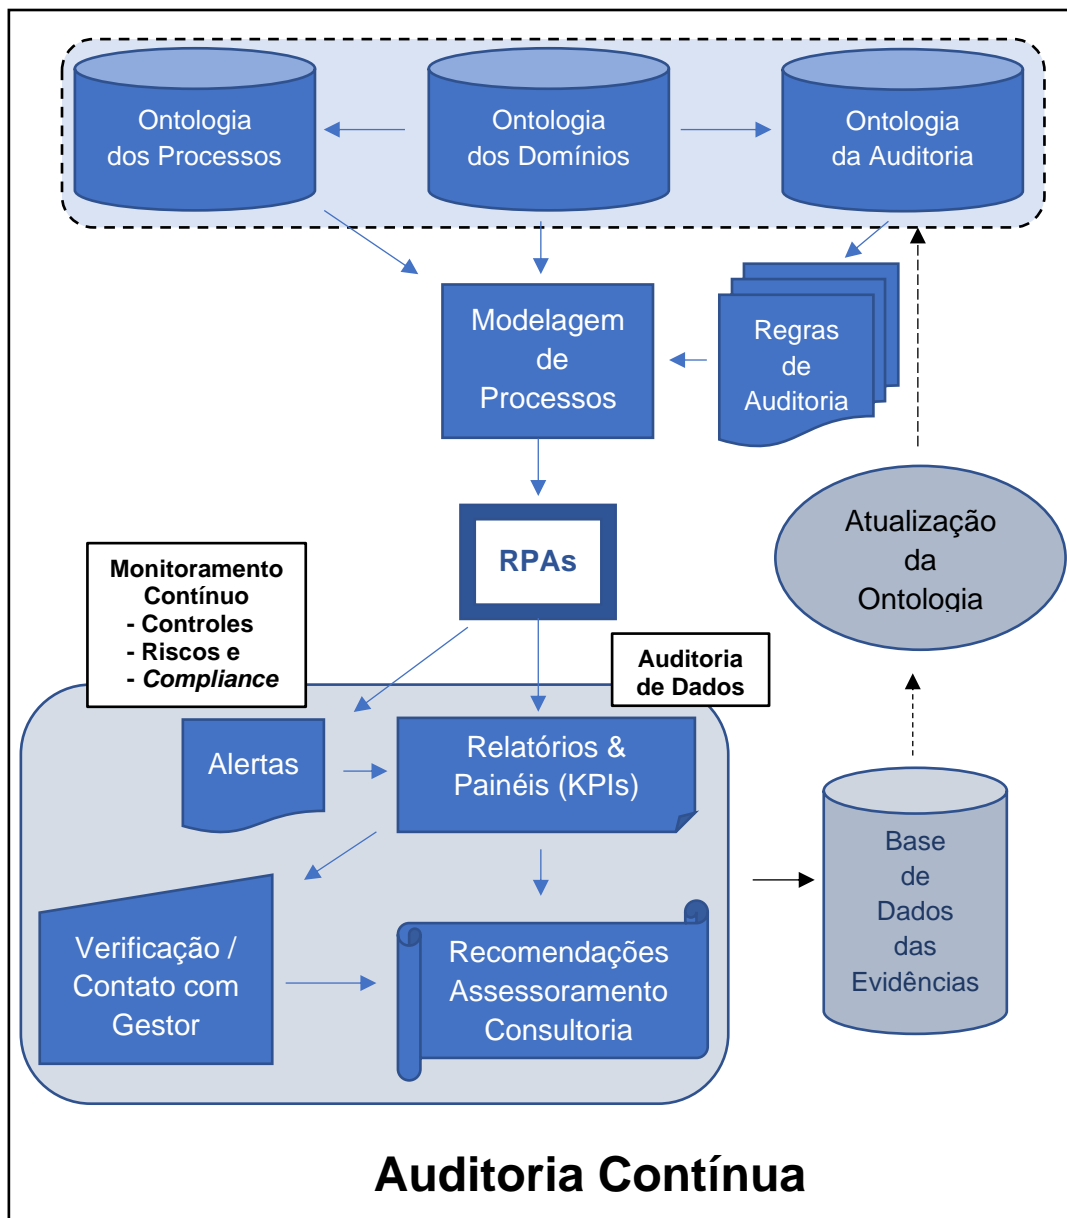 Ontologia
dos Processos
Ontologia
dos Domínios
Ontologia
da Auditoria
Modelagem
de
Processos
Regras
de
Auditoria
RPAs
Atualização
da
Ontologia
Monitoramento
Contínuo
- Controles
- Riscos e
- Compliance
Auditoria
de Dados
Alertas
Relatórios &
Painéis (KPIs)
Base
de
Dados
das
Evidências
Verificação /
Contato com
Gestor
Recomendações
Assessoramento
Consultoria
Auditoria Contínua